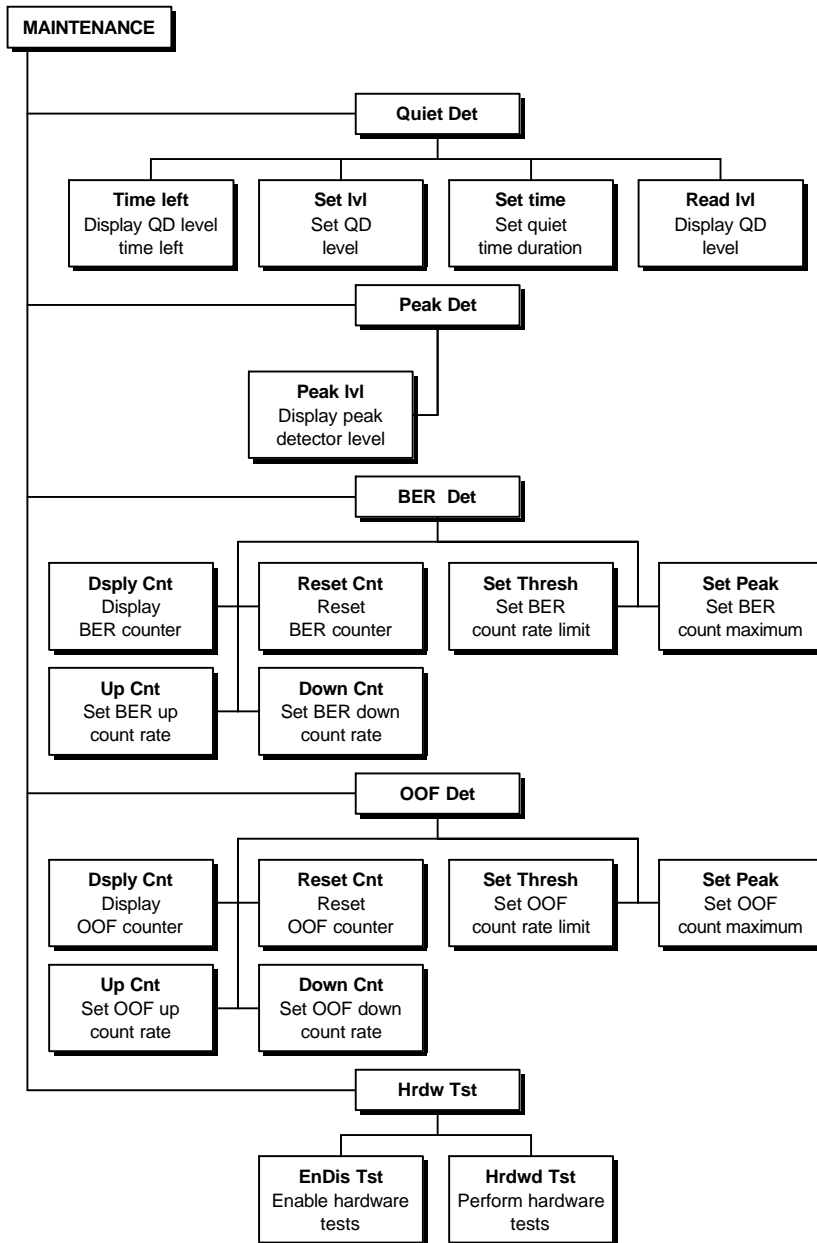 MAINTENANCE
Quiet Det
Time left
Display QD level
time left
Set lvl
Set QD
level
Set time
Set quiet
time duration
Read lvl
Display QD
level
Peak Det
Peak lvl
Display peak
detector level
BER  Det
Dsply Cnt
Display
BER counter
Reset Cnt
Reset
BER counter
Set Thresh
Set BER
count rate limit
Set Peak
Set BER
count maximum
Up Cnt
Set BER up
count rate
Down Cnt
Set BER down
count rate
OOF Det
Dsply Cnt
Display
OOF counter
Reset Cnt
Reset
OOF counter
Set Thresh
Set OOF
count rate limit
Set Peak
Set OOF
count maximum
Up Cnt
Set OOF up
count rate
Down Cnt
Set OOF down
count rate
Hrdw Tst
EnDis Tst
Enable hardware
tests
Hrdwd Tst
Perform hardware
tests